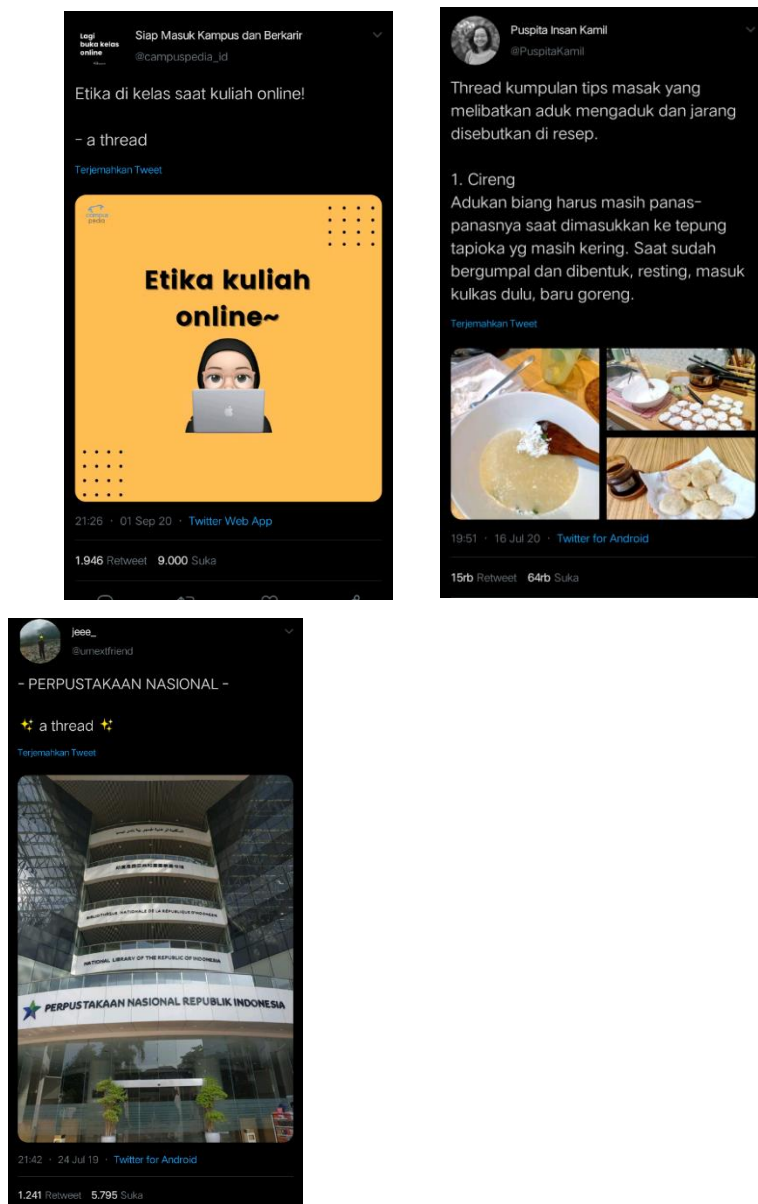 Lagi
buka kelas
online
Siap Masuk Kampus dan Berkarir
@campuspedia_id
Etika di kelas saat kuliah online!
- a thread
Terjemahkan Tweet
campus
pedia
Etika kuliah
online~
21:26 · 01 Sep 20 · Twitter Web App
1.946 Retweet 9.000 Suka
Puspita Insan Kamil
@PuspitaKamil
Thread kumpulan tips masak yang
melibatkan aduk mengaduk dan jarang
disebutkan di resep.
1. Cireng
Adukan biang harus masih panas-
panasnya saat dimasukkan ke tepung
tapioka yg masih kering. Saat sudah
bergumpal dan dibentuk, resting, masuk
kulkas dulu, baru goreng.
Terjemahkan Tweet
19:51 · 16 Jul 20 · Twitter for Android
15rb Retweet 64rb Suka
jeee_
@umextfriend
- PERPUSTAKAAN NASIONAL -
✨ a thread ✨
Terjemahkan Tweet
BIBLIOTHEQUE NATIONALE DE LA REPUBLIQUE D'INDONESIA
NATIONAL LIBRARY OF THE REPUBLIC OF INDONESIA
PERPUSTAKAAN NASIONAL REPUBLIK INDONESIA
21:42 · 24 Jul 19 · Twitter for Android
1.241 Retweet 5.795 Suka